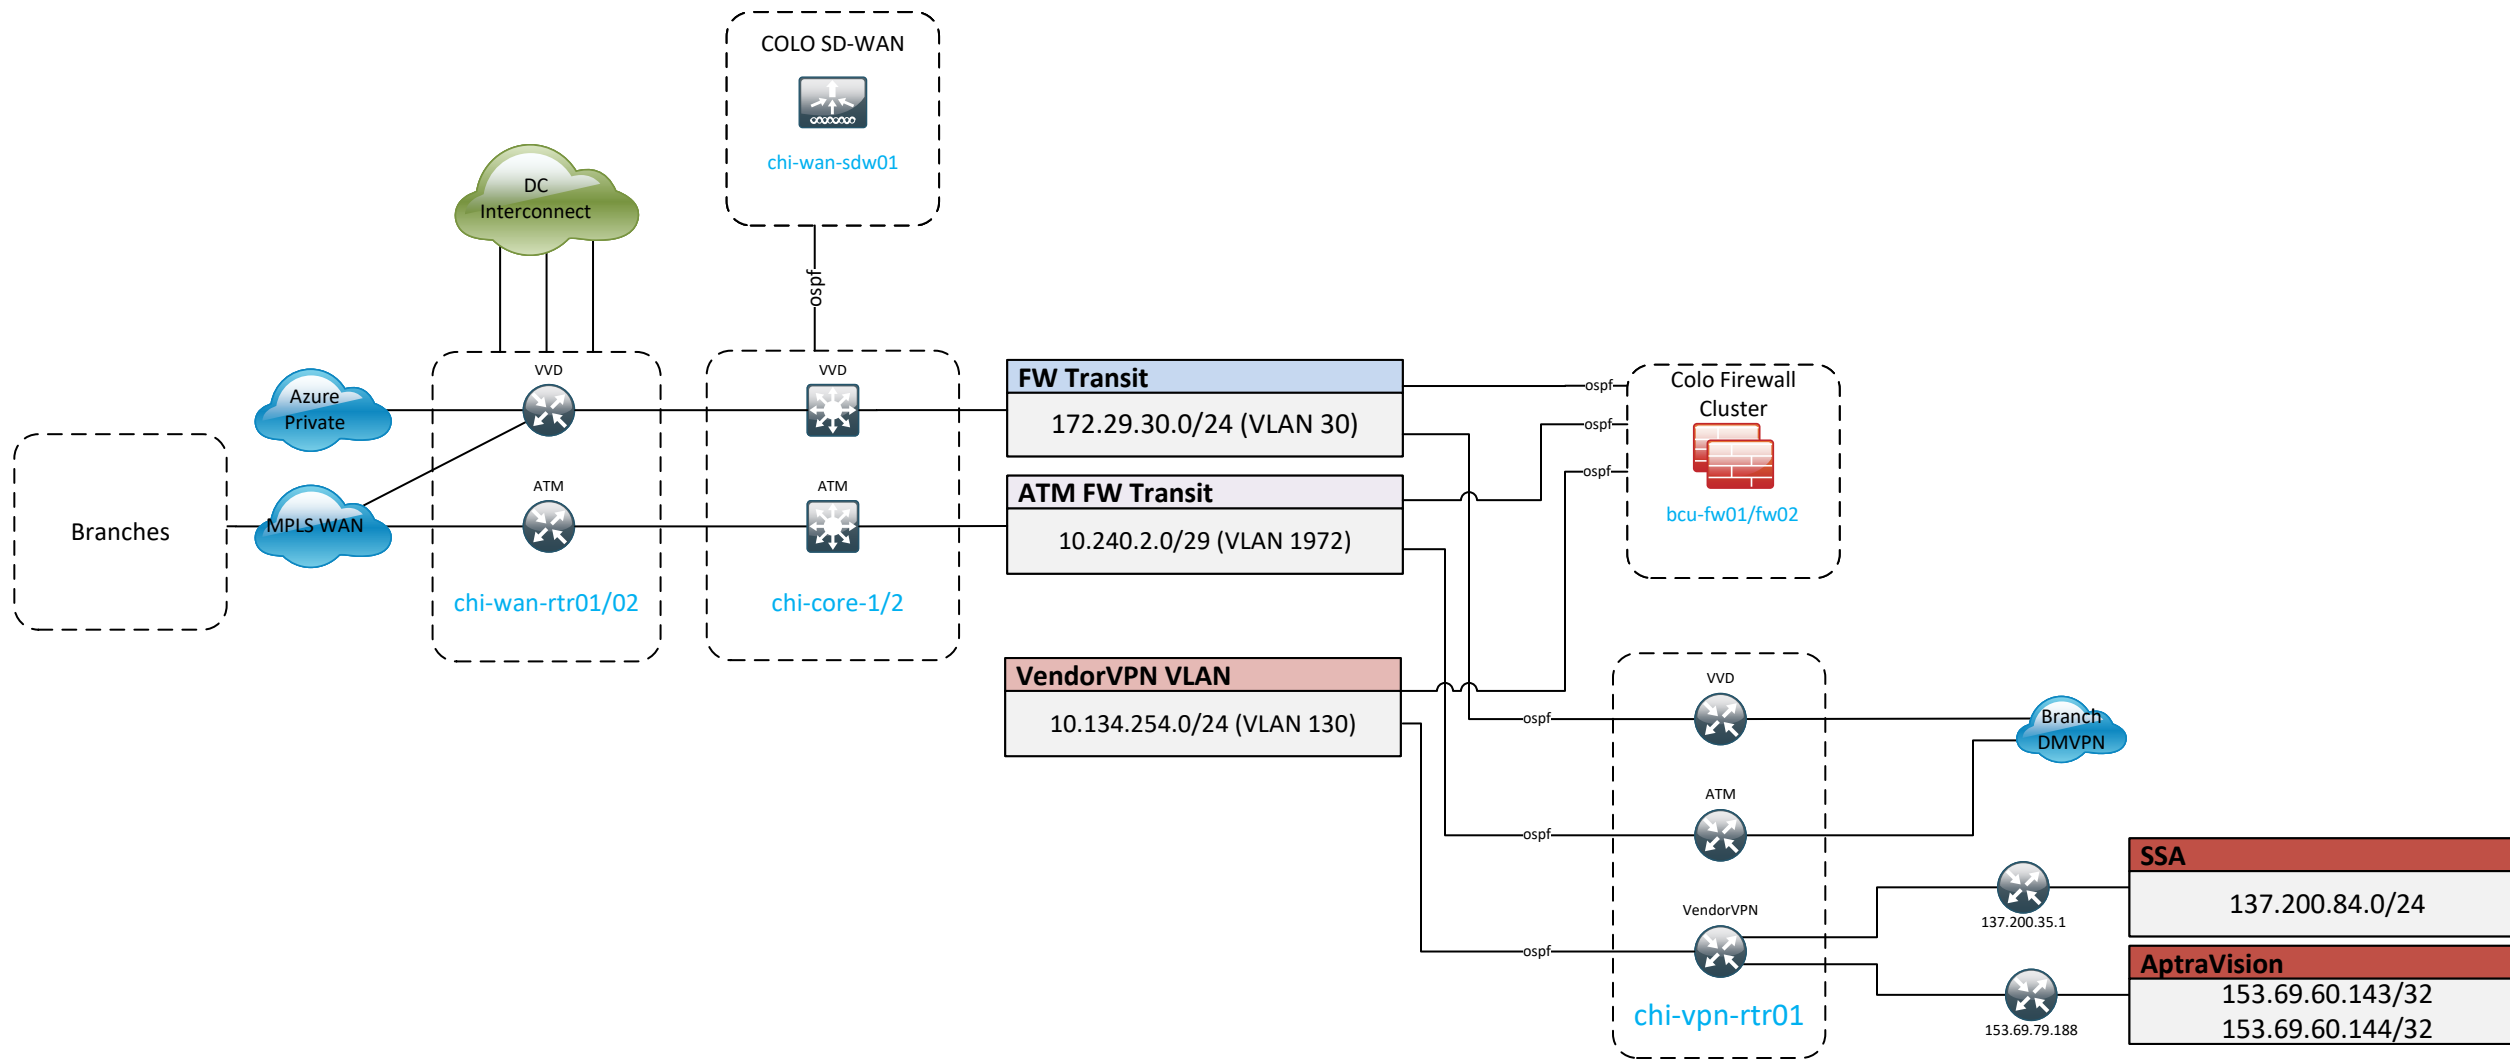 COLO SD-WAN
chi-wan-sdw01
DC
Interconnect
ospf
Azure
Private
Branches
MPLS WAN
VVD
ATM
chi-wan-rtr01/02
VVD
ATM
chi-core-1/2
FW Transit
172.29.30.0/24 (VLAN 30)
ATM FW Transit
10.240.2.0/29 (VLAN 1972)
VendorVPN VLAN
10.134.254.0/24 (VLAN 130)
ospf
ospf
ospf
Colo Firewall
Cluster
bcu-fw01/fw02
ospf
ospf
ospf
VVD
ATM
VendorVPN
chi-vpn-rtr01
Branch
DMVPN
137.200.35.1
SSA
137.200.84.0/24
153.69.79.188
AptraVision
153.69.60.143/32
153.69.60.144/32